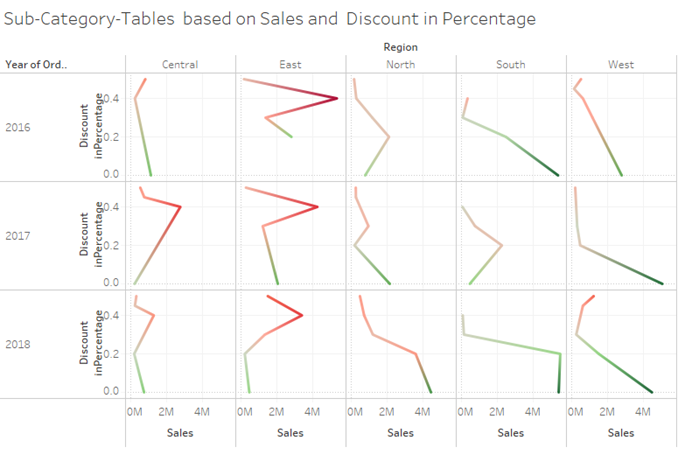 Sub-Category-Tables based on Sales and Discount in Percentage
Region
Year of Ord.. Central East North South West
2016
Discount
inPercentage
0.4
0.2
0.0
2017
Discount
inPercentage
0.4
0.2
0.0
2018
Discount
inPercentage
0.4
0.2
0.0
0M 2M 4M 0M 2M 4M 0M 2M 4M 0M 2M 4M 0M 2M 4M
Sales Sales Sales Sales Sales